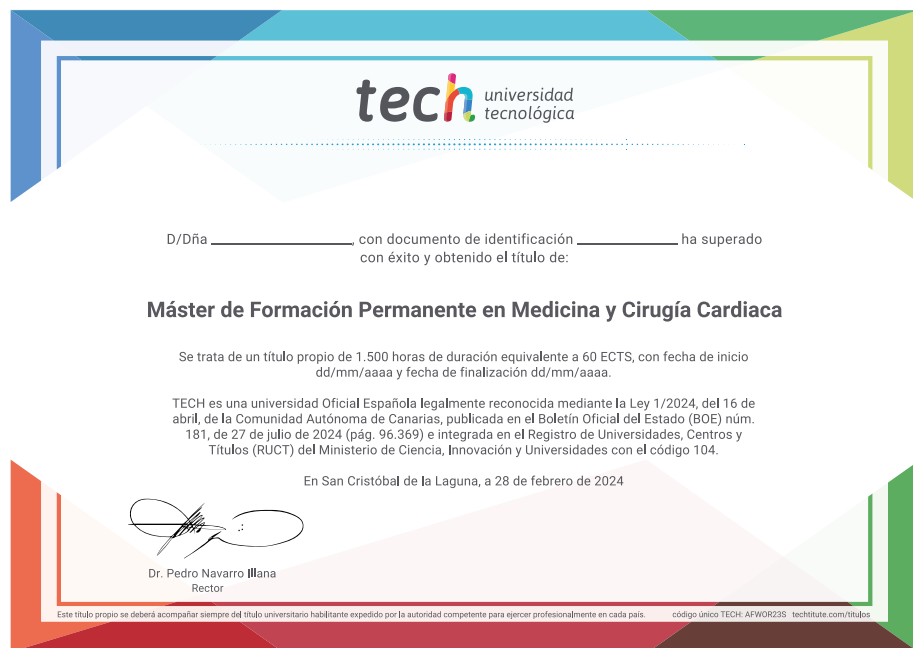 tech universidad
tecnológica
D/Dña ________________, con documento de identificación ____________ ha superado
con éxito y obtenido el título de:
Máster de Formación Permanente en Medicina y Cirugía Cardiaca
Se trata de un título propio de 1.500 horas de duración equivalente a 60 ECTS, con fecha de inicio
dd/mm/aaaa y fecha de finalización dd/mm/aaaa.
TECH es una universidad Oficial Española legalmente reconocida mediante la Ley 1/2024, del 16 de
abril, de la Comunidad Autónoma de Canarias, publicada en el Boletín Oficial del Estado (BOE) núm.
181, de 27 de julio de 2024 (pág. 96.369) e integrada en el Registro de Universidades, Centros y
Títulos (RUCT) del Ministerio de Ciencia, Innovación y Universidades con el código 104.
En San Cristóbal de la Laguna, a 28 de febrero de 2024
Dr. Pedro Navarro Illana
Rector
Este título propio se deberá acompañar siempre del título universitario habilitante expedido por la autoridad competente para ejercer profesionalmente en cada país. código único TECH: AFWOR23S techtitute.com/titulos